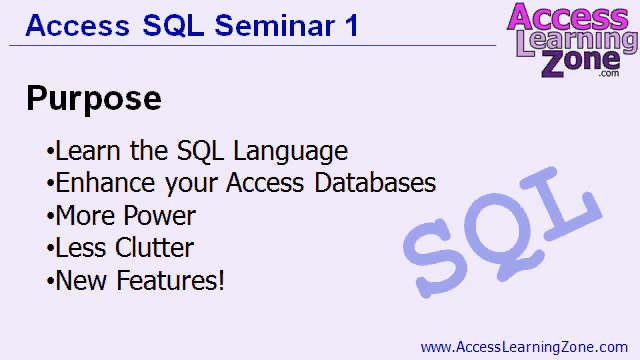 Access SQL Seminar 1
Access
Learning
Zone
.com
Purpose
•Learn the SQL Language
•Enhance your Access Databases
•More Power
•Less Clutter
•New Features!
SQL
www.AccessLearningZone.com